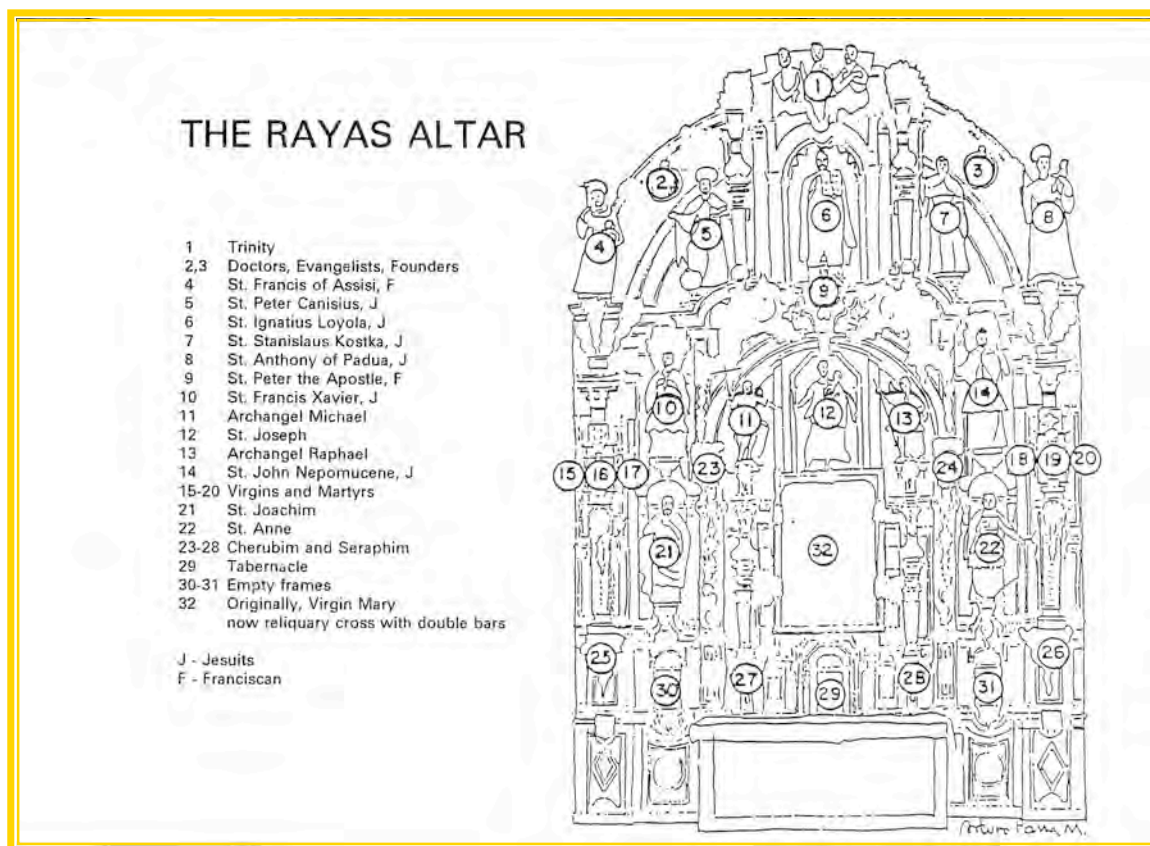 THE RAYAS ALTAR
1 Trinity
2,3 Doctors, Evangelists, Founders
4 St. Francis of Assisi, F
5 St. Peter Canisius, J
6 St. Ignatius Loyola, J
7 St. Stanislaus Kostka, J
8 St. Anthony of Padua, J
9 St. Peter the Apostle, F
10 St. Francis Xavier, J
11 Archangel Michael
12 St. Joseph
13 Archangel Raphael
14 St. John Nepomucene, J
15-20 Virgins and Martyrs
21 St. Joachim
22 St. Anne
23-28 Cherubim and Seraphim
29 Tabernacle
30-31 Empty frames
32 Originally, Virgin Mary
now reliquary cross with double bars
J - Jesuits
F - Franciscan
1
2 3
4 5 6 7 8
9
10 11 12 13 14
15 16 17 23 24 18 19 20
21 32 22
25 26
30 27 29 28 31
M.